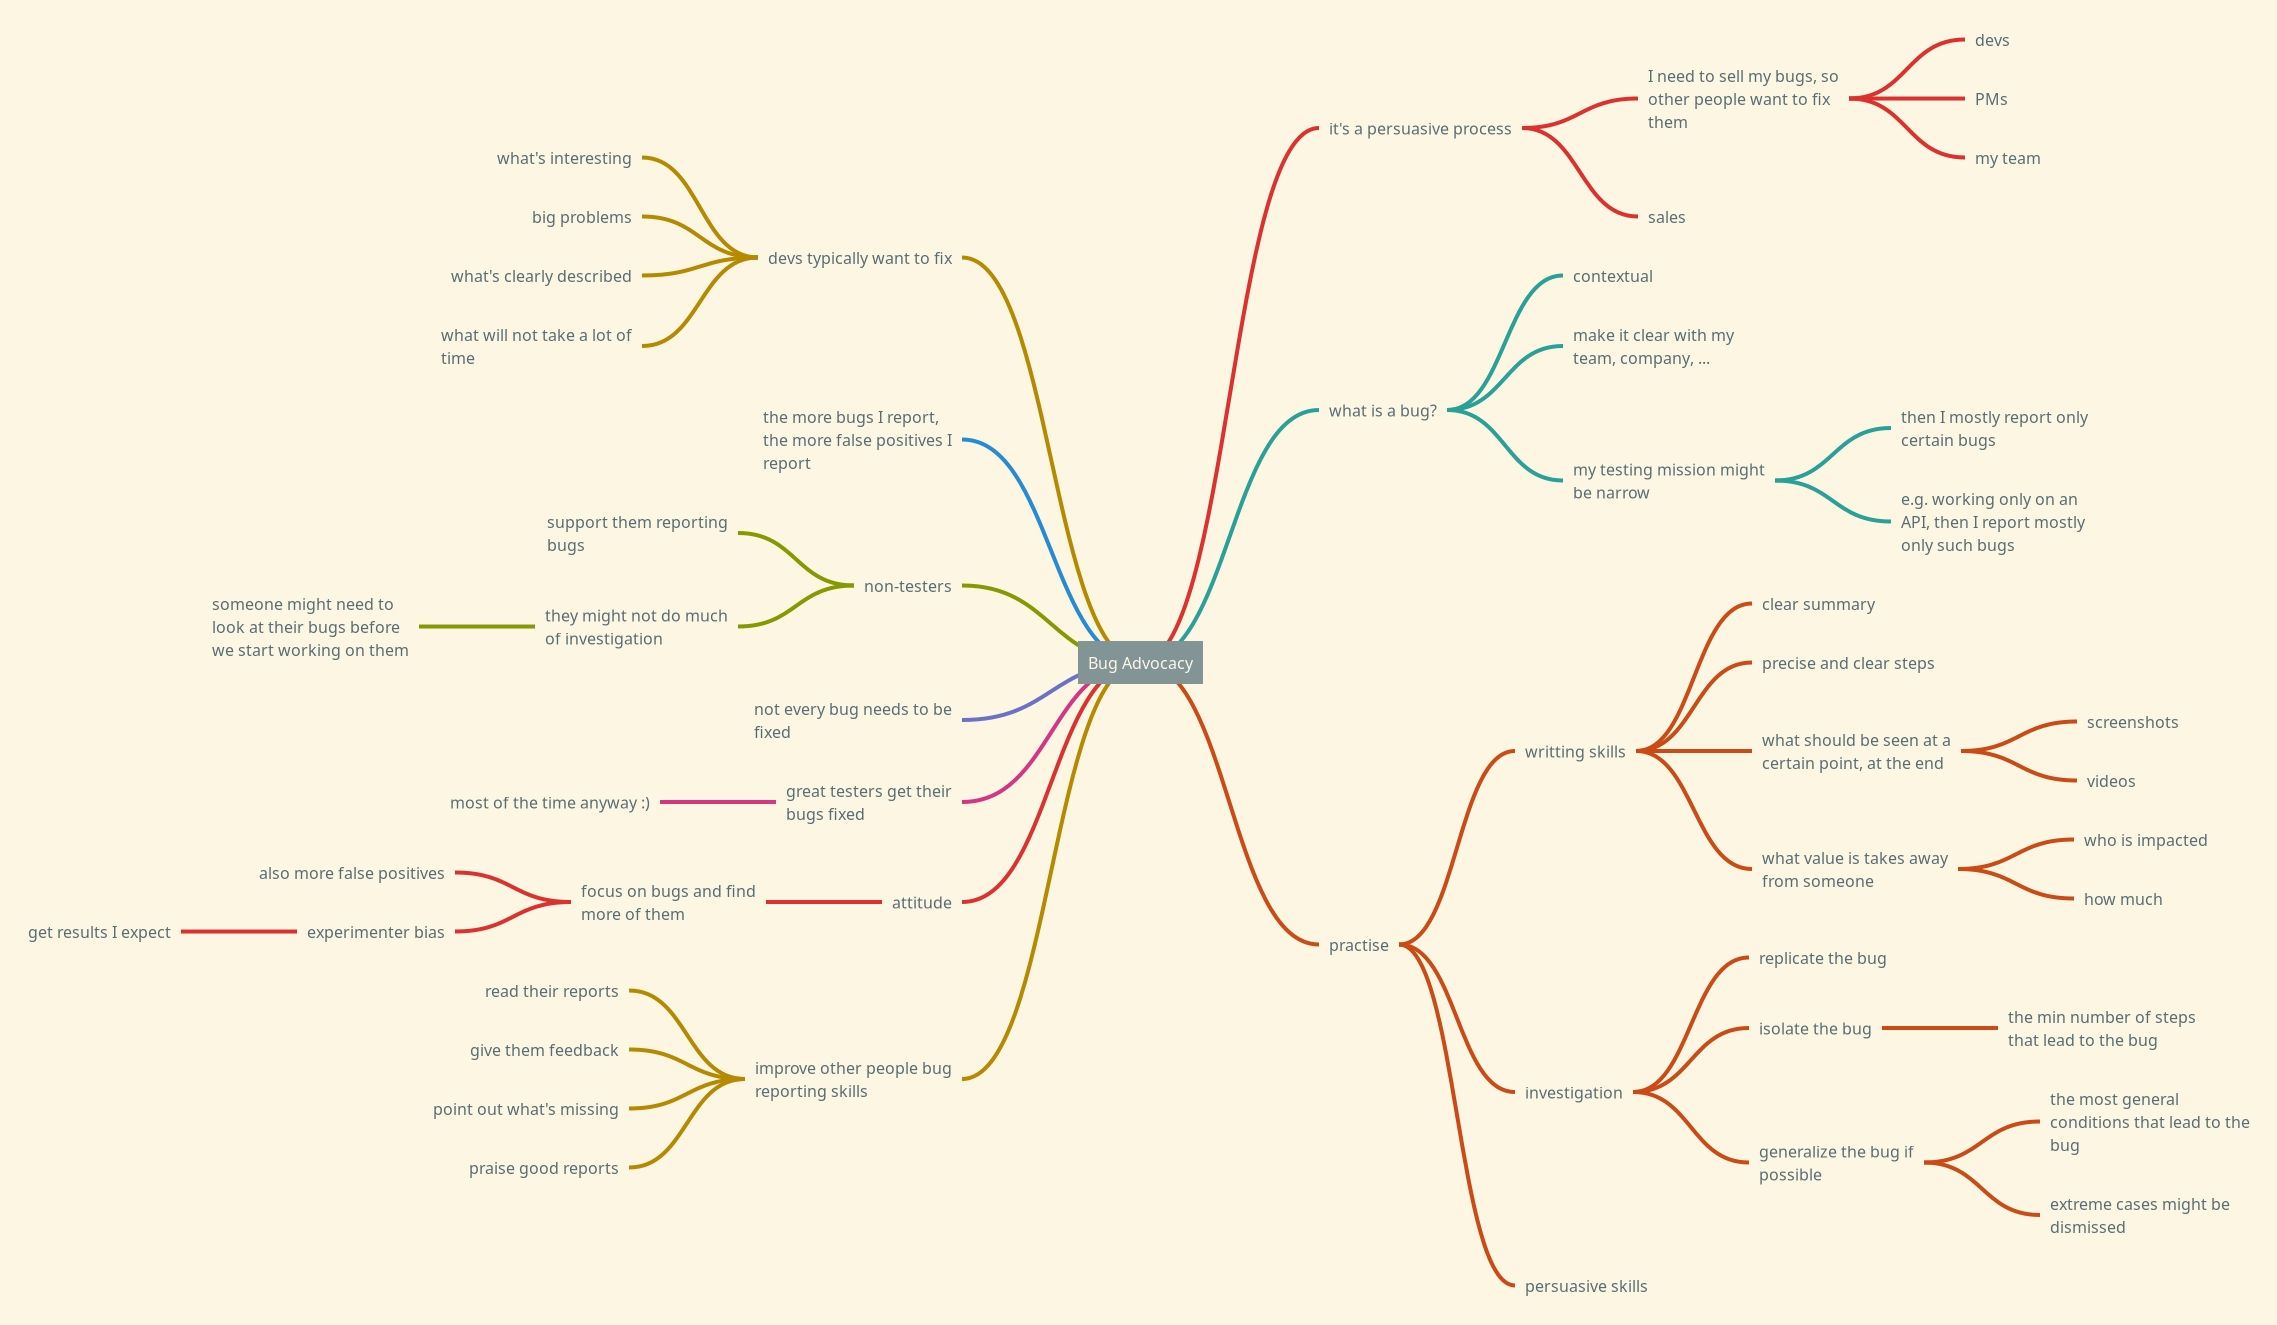 Bug Advocacy
it's a persuasive process
I need to sell my bugs, so
other people want to fix
them
devs
PMs
my team
sales
what is a bug?
contextual
make it clear with my
team, company, ...
my testing mission might
be narrow
then I mostly report only
certain bugs
e.g. working only on an
API, then I report mostly
only such bugs
practise
writting skills
clear summary
precise and clear steps
what should be seen at a
certain point, at the end
screenshots
videos
what value is takes away
from someone
who is impacted
how much
investigation
replicate the bug
isolate the bug
the min number of steps
that lead to the bug
generalize the bug if
possible
the most general
conditions that lead to the
bug
extreme cases might be
dismissed
persuasive skills
devs typically want to fix
what's interesting
big problems
what's clearly described
what will not take a lot of
time
the more bugs I report,
the more false positives I
report
non-testers
support them reporting
bugs
they might not do much
of investigation
someone might need to
look at their bugs before
we start working on them
not every bug needs to be
fixed
great testers get their
bugs fixed
most of the time anyway :)
attitude
focus on bugs and find
more of them
also more false positives
experimenter bias
get results I expect
improve other people bug
reporting skills
read their reports
give them feedback
point out what's missing
praise good reports